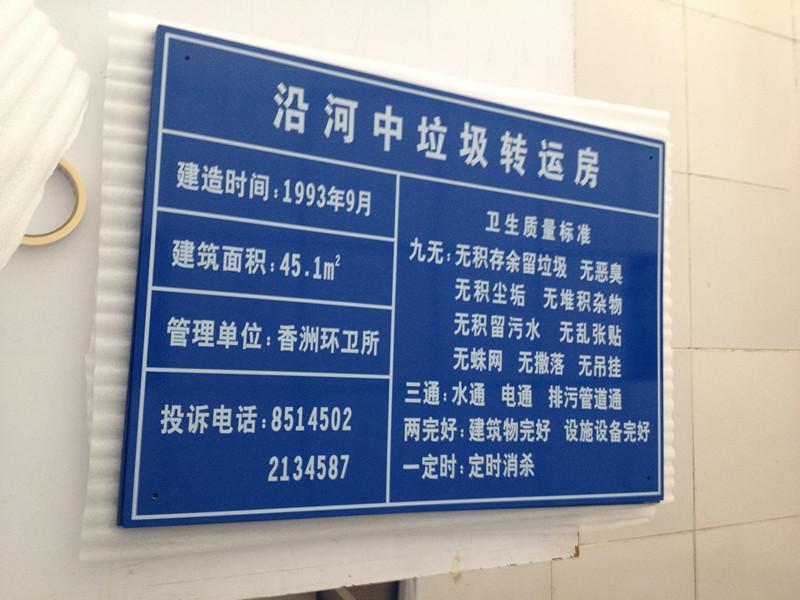 沿河中垃圾转运房
建造时间:1993年9月
建筑面积:45.1m²
管理单位:香洲环卫所
投诉电话:8514502
2134587
卫生质量标准
九无:无积存余留垃圾 无恶臭
无积尘垢 无堆积杂物
无积留污水 无乱张贴
无蛛网 无撒落 无吊挂
三通:水通 电通 排污管道通
两完好:建筑物完好 设施设备完好
一定时:定时消杀